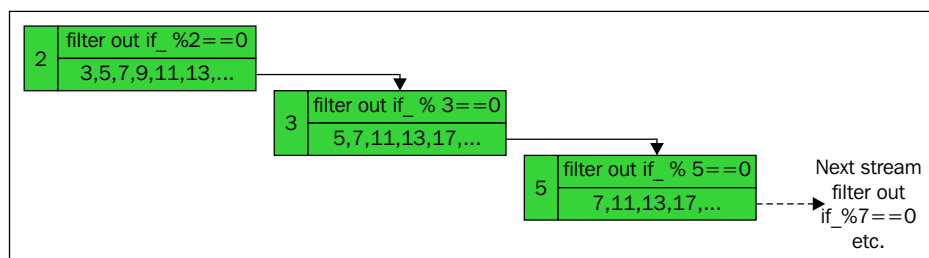 2
filter out if_ %2==0
3,5,7,9,11,13,...
3
filter out if_ % 3==0
5,7,11,13,17,...
5
filter out if_ % 5==0
7,11,13,17,...
Next stream
filter out
if_%7==0
etc.